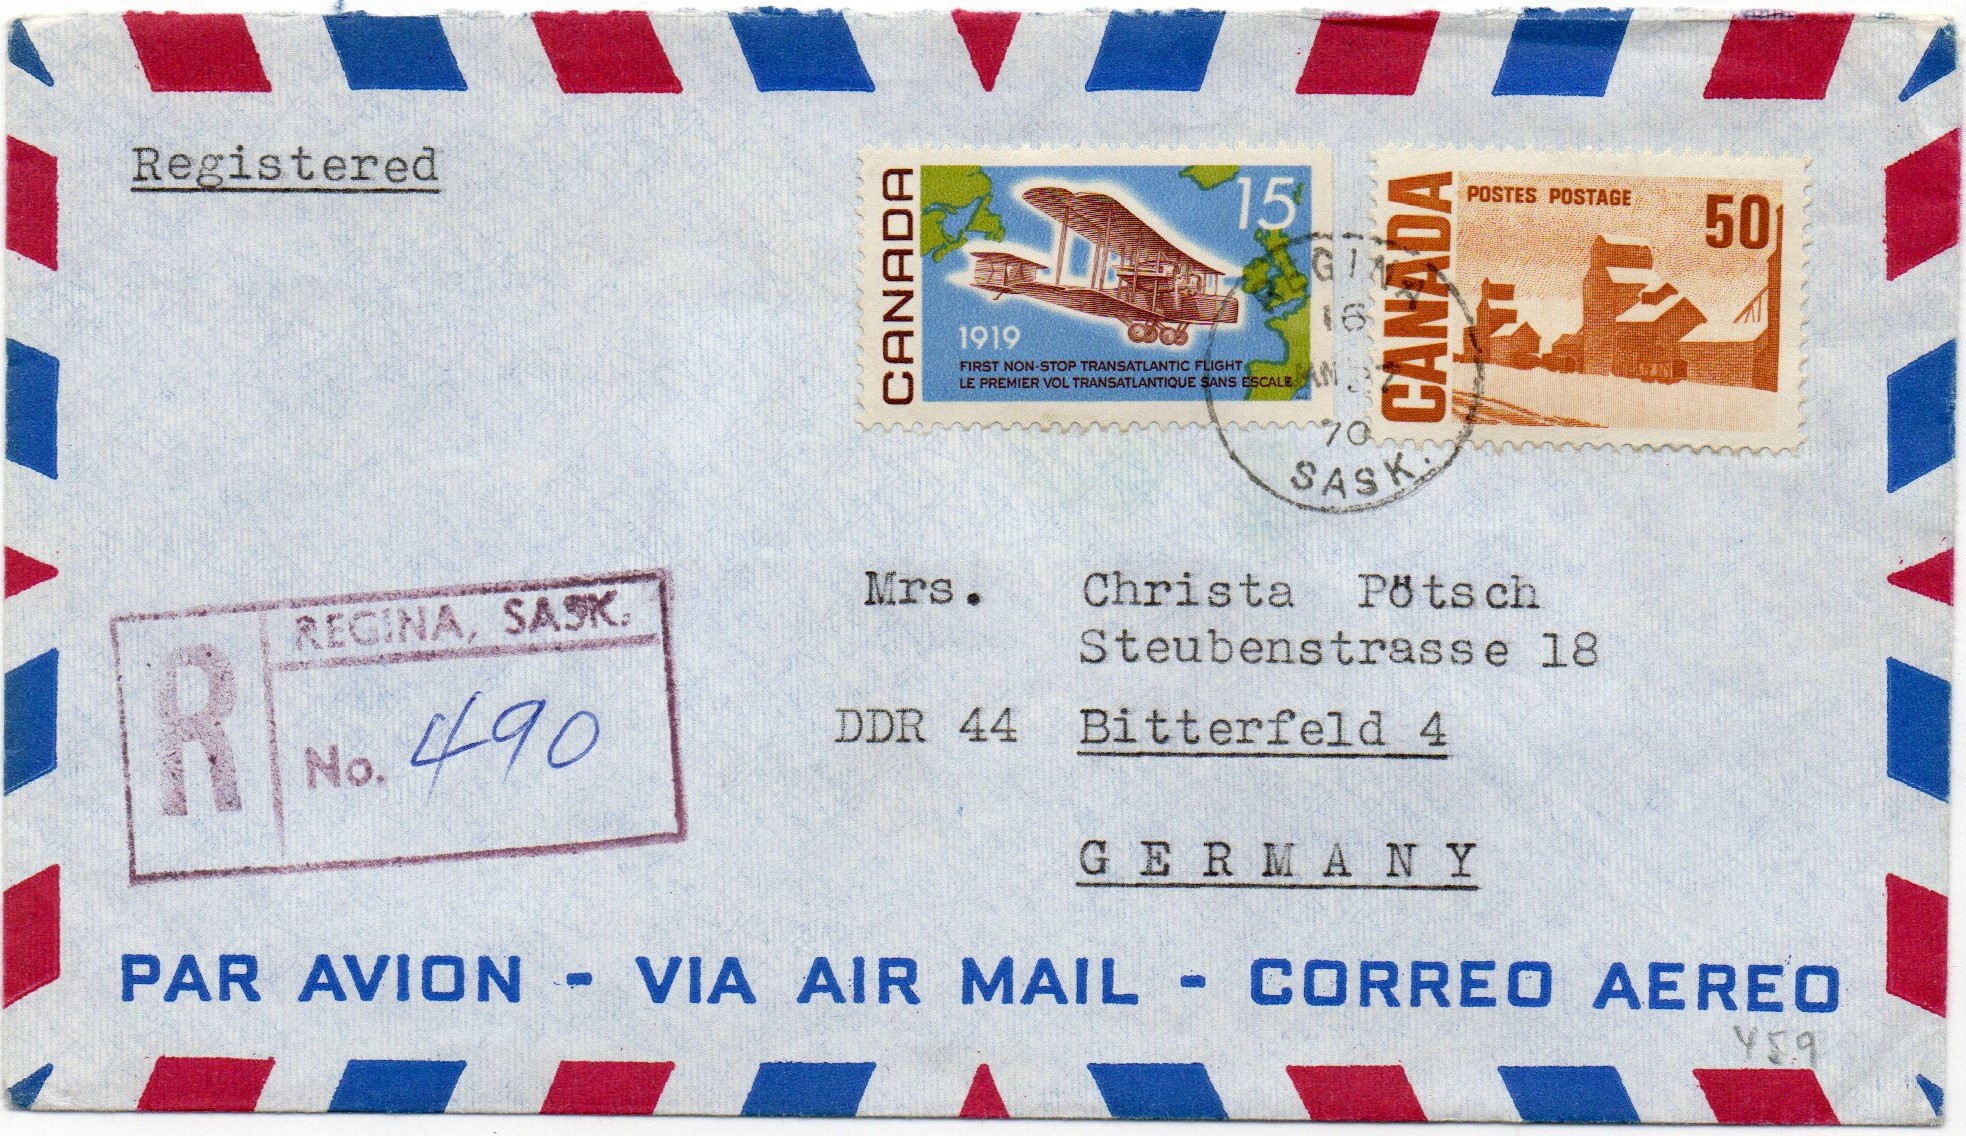 Registered
CANADA
15
1919
FIRST NON-STOP TRANSATLANTIC FLIGHT
LE PREMIER VOL TRANSATLANTIQUE SANS ESCALE
CANADA
POSTES POSTAGE
50
REGINA
16
70
SASK.
REGINA, SASK.
R
No. 490
Mrs. Christa Pötsch
Steubenstrasse 18
DDR 44 Bitterfeld 4
GERMANY
PAR AVION - VIA AIR MAIL - CORREO AEREO
459